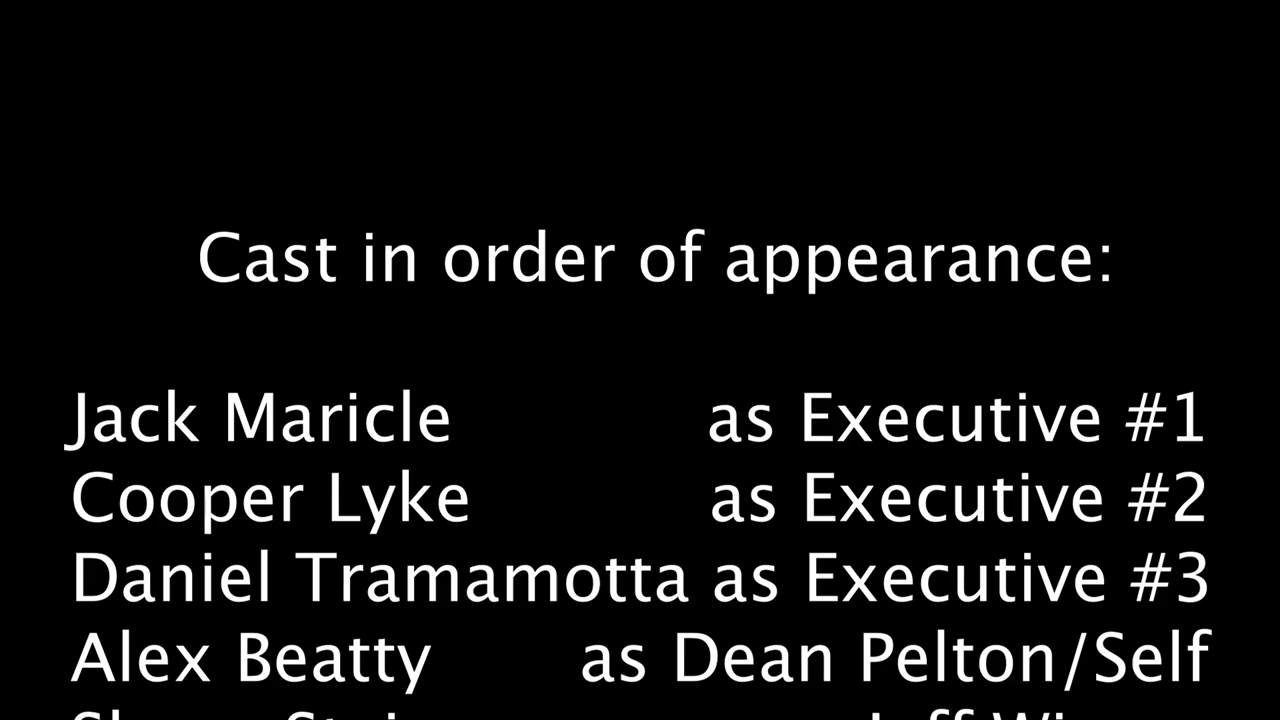 Cast in order of appearance:
Jack Maricle as Executive #1
Cooper Lyke as Executive #2
Daniel Tramamotta as Executive #3
Alex Beatty as Dean Pelton/Self